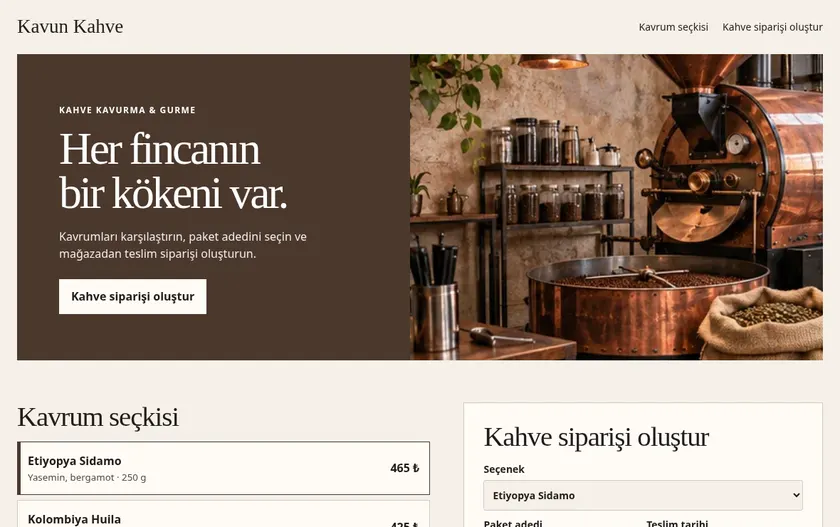 Kavun Kahve
Kavrum seçkisi
Kahve siparişi oluştur
KAHVE KAVURMA & GURME
Her fincanın
bir kökeni var.
Kavrumları karşılaştırın, paket adedini seçin ve
mağazadan teslim siparişi oluşturun.
Kahve siparişi oluştur
Kavrum seçkisi
Etiyopya Sidamo
465 ₺
Yasemin, bergamot · 250 g
Kolombiya Huila
425 ₺
Kahve siparişi oluştur
Seçenek
Etiyopya Sidamo
Paket adedi
Teslim tarihi